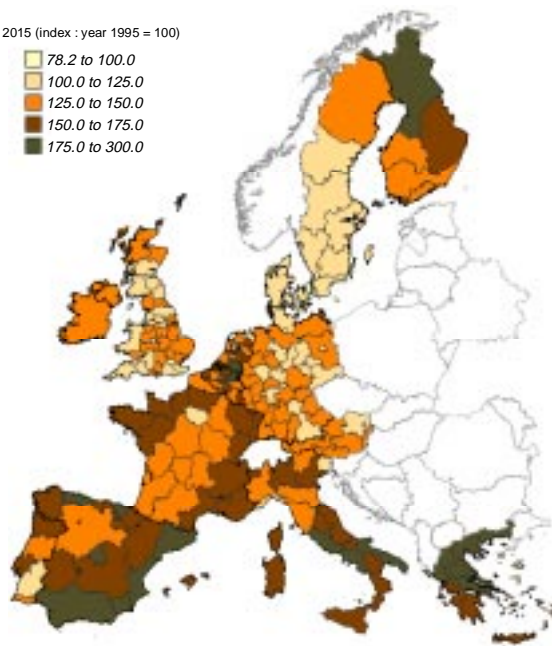 2015 (index : year 1995 = 100)
78.2 to 100.0
100.0 to 125.0
125.0 to 150.0
150.0 to 175.0
175.0 to 300.0